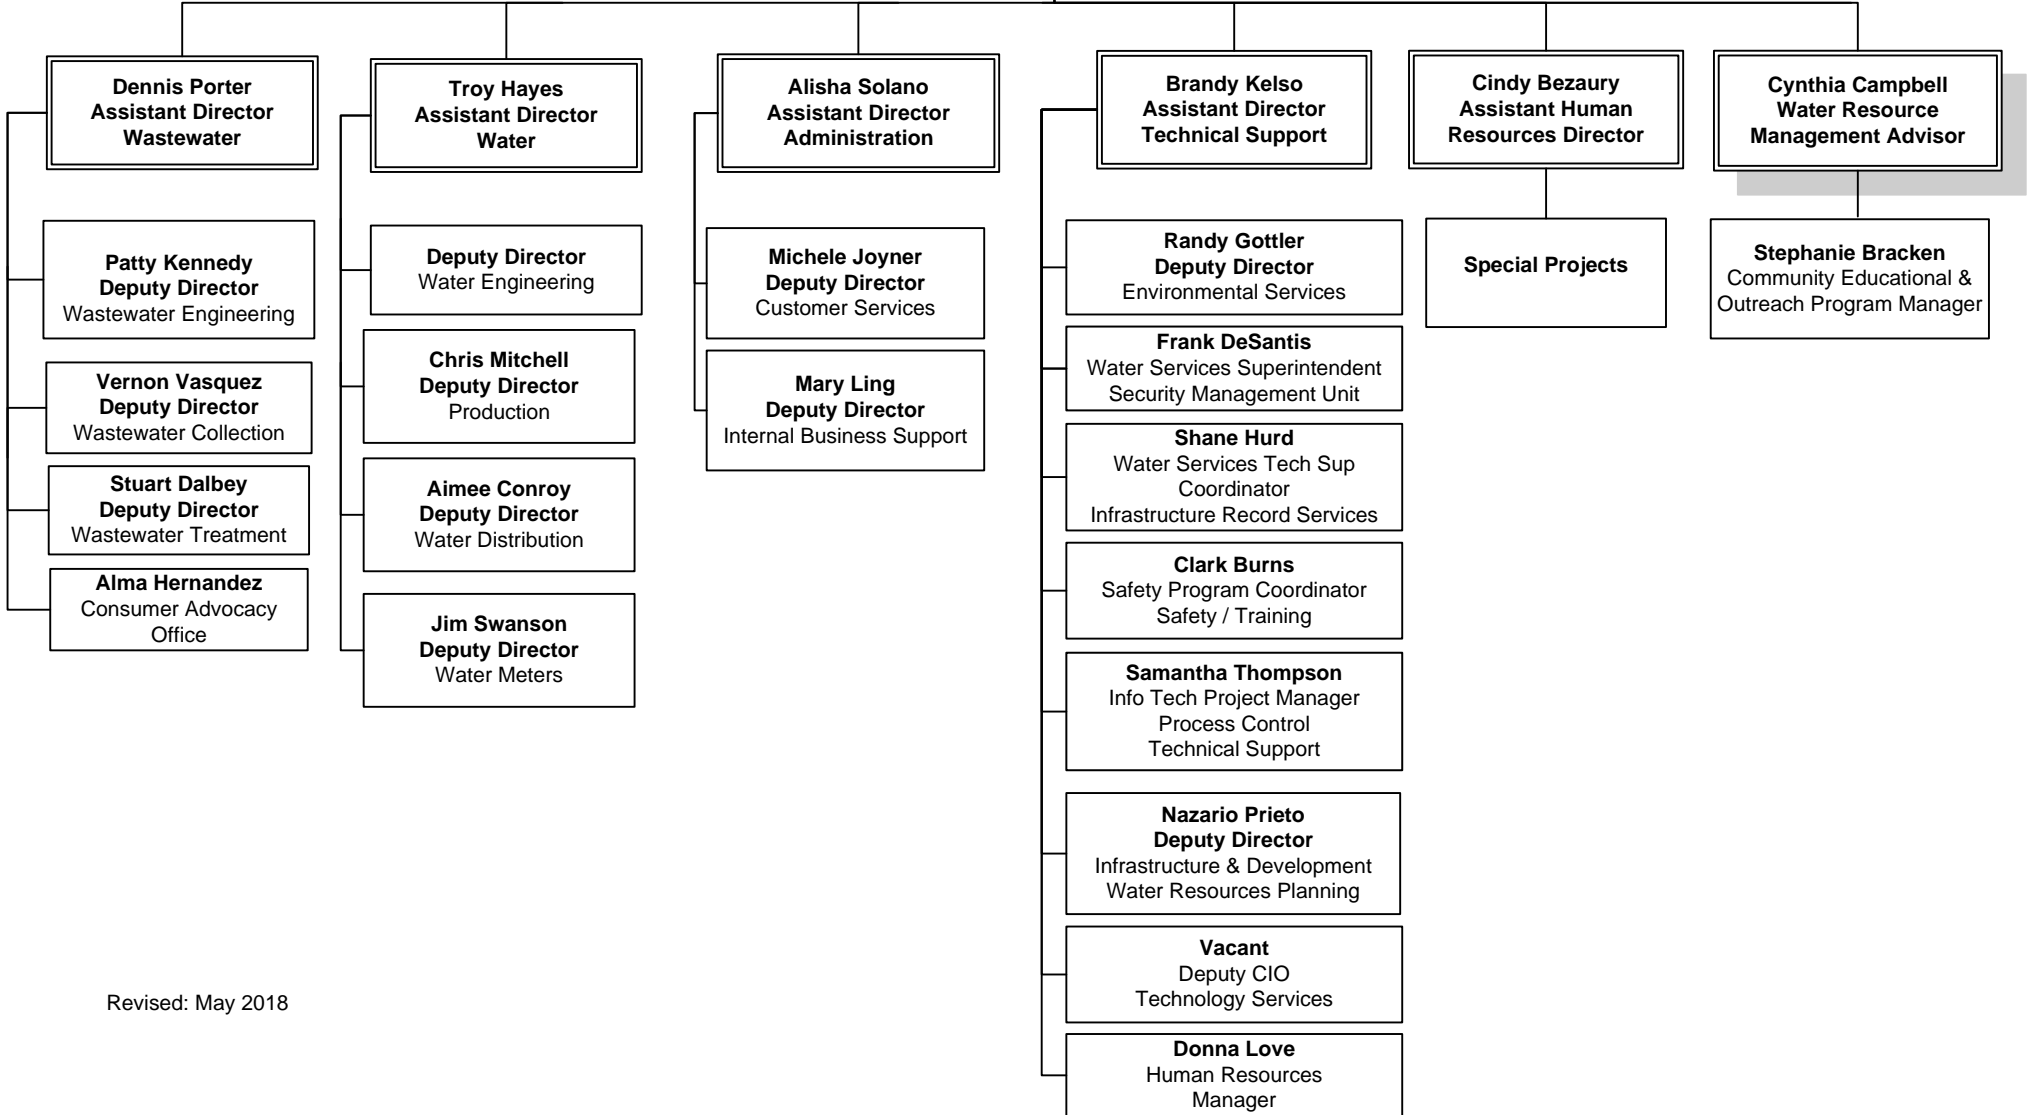 Dennis Porter
Assistant Director
Wastewater
Troy Hayes
Assistant Director
Water
Alisha Solano
Assistant Director
Administration
Brandy Kelso
Assistant Director
Technical Support
Cindy Bezaury
Assistant Human
Resources Director
Cynthia Campbell
Water Resource
Management Advisor
Patty Kennedy
Deputy Director
Wastewater Engineering
Vernon Vasquez
Deputy Director
Wastewater Collection
Stuart Dalbey
Deputy Director
Wastewater Treatment
Alma Hernandez
Consumer Advocacy
Office
Deputy Director
Water Engineering
Chris Mitchell
Deputy Director
Production
Aimee Conroy
Deputy Director
Water Distribution
Jim Swanson
Deputy Director
Water Meters
Michele Joyner
Deputy Director
Customer Services
Mary Ling
Deputy Director
Internal Business Support
Randy Gottler
Deputy Director
Environmental Services
Frank DeSantis
Water Services Superintendent
Security Management Unit
Shane Hurd
Water Services Tech Sup
Coordinator
Infrastructure Record Services
Clark Burns
Safety Program Coordinator
Safety / Training
Samantha Thompson
Info Tech Project Manager
Process Control
Technical Support
Nazario Prieto
Deputy Director
Infrastructure & Development
Water Resources Planning
Vacant
Deputy CIO
Technology Services
Donna Love
Human Resources
Manager
Special Projects
Stephanie Bracken
Community Educational &
Outreach Program Manager
Revised: May 2018